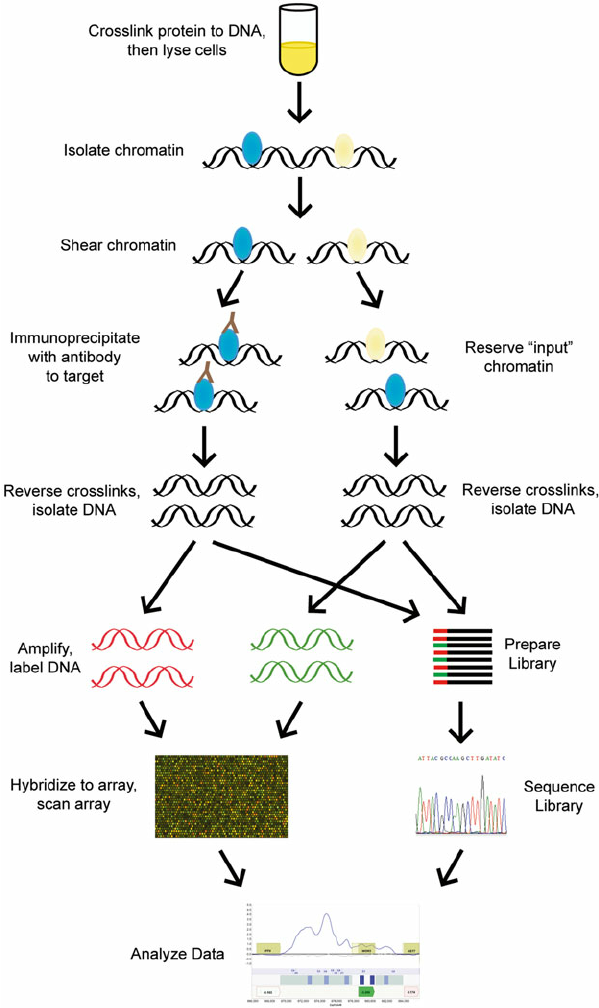 Crosslink protein to DNA,
then lyse cells
Isolate chromatin
Shear chromatin
Immunoprecipitate
with antibody
to target
Reserve “input”
chromatin
Reverse crosslinks,
isolate DNA
Reverse crosslinks,
isolate DNA
Amplify,
label DNA
Prepare
Library
ATTACGCCAAGCTTGATATC
Hybridize to array,
scan array
Sequence
Library
Analyze Data